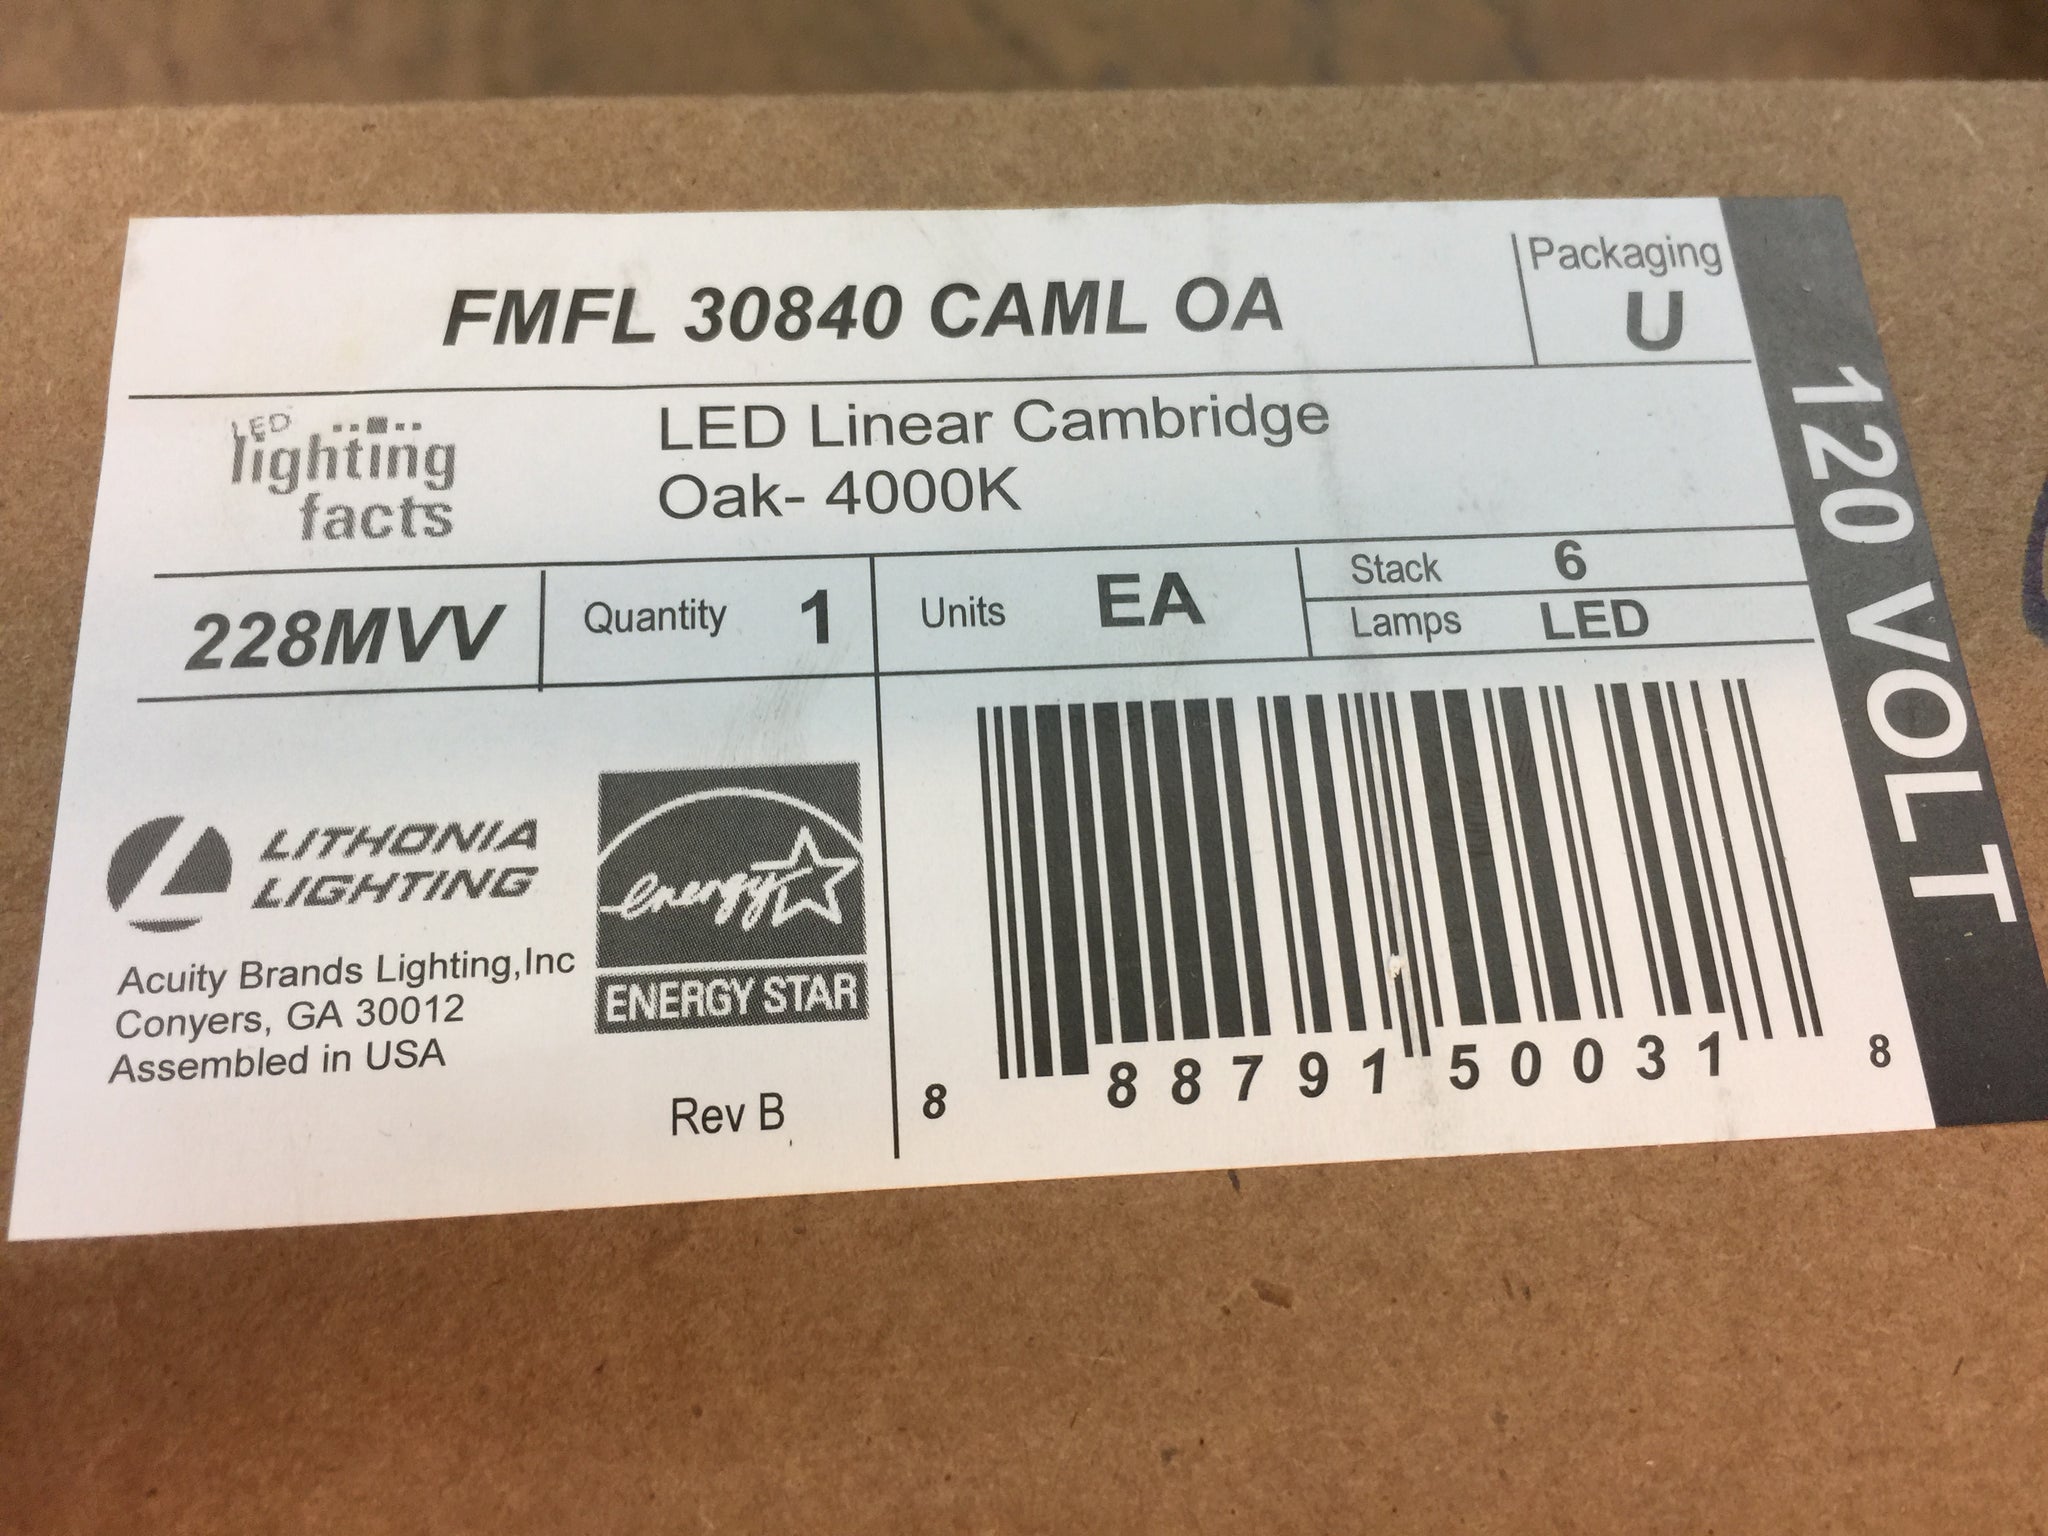 FMFL 30840 CAML OA
Packaging
U
LED
lighting
facts
LED Linear Cambridge
Oak- 4000K
228MVV
Quantity 1
Units EA
Stack 6
Lamps LED
120 VOLT
LITHONIA
LIGHTING
Acuity Brands Lighting,Inc
Conyers, GA 30012
Assembled in USA
energy
ENERGY STAR
Rev B
8 88791 50031 8